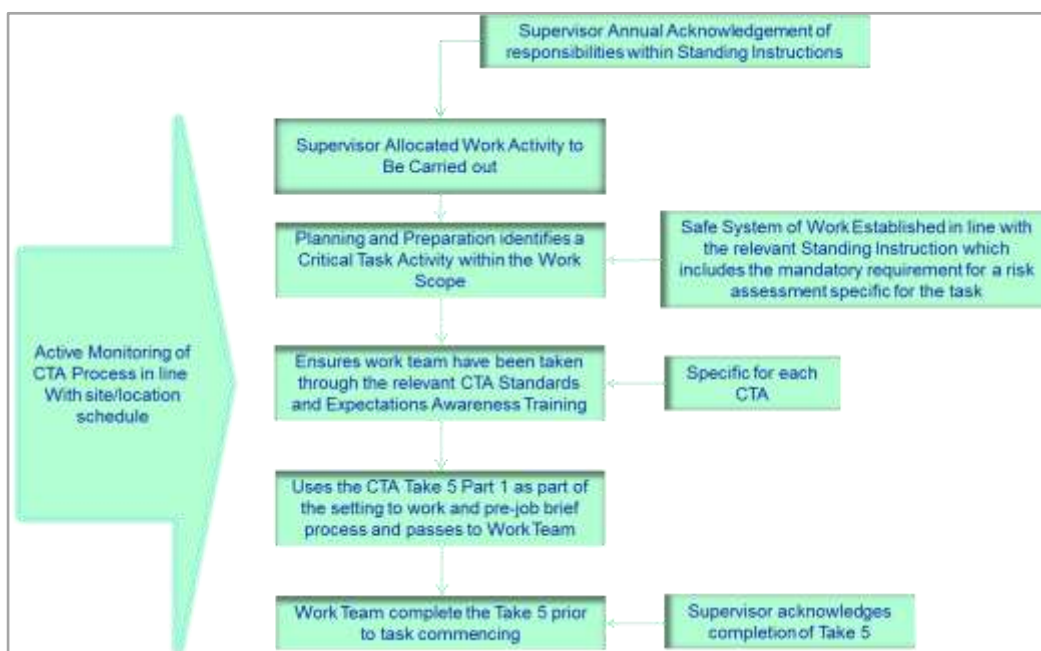 Supervisor Annual Acknowledgement of
responsibilities within Standing Instructions
Supervisor Allocated Work Activity to
Be Carried out
Planning and Preparation identifies a
Critical Task Activity within the Work
Scope
Safe System of Work Established in line with
the relevant Standing Instruction which
includes the mandatory requirement for a risk
assessment specific for the task
Active Monitoring of
CTA Process in line
With site/location
schedule
Ensures work team have been taken
through the relevant CTA Standards
and Expectations Awareness Training
Specific for each
CTA
Uses the CTA Take 5 Part 1 as part of
the setting to work and pre-job brief
process and passes to Work Team
Work Team complete the Take 5 prior
to task commencing
Supervisor acknowledges
completion of Take 5